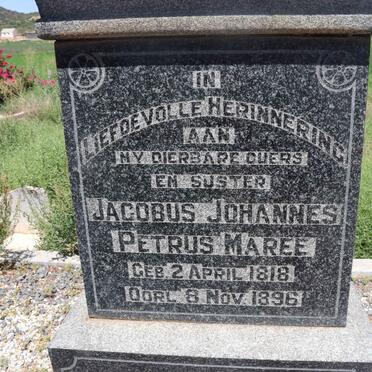 IN
LIEFDEVOLLE HERINNERING
AAN
MY DIERBARE OUERS
EN SUSTER
JACOBUS JOHANNES
PETRUS MAREE
GEB 2 APRIL 1818
OORL 8 NOV. 1896